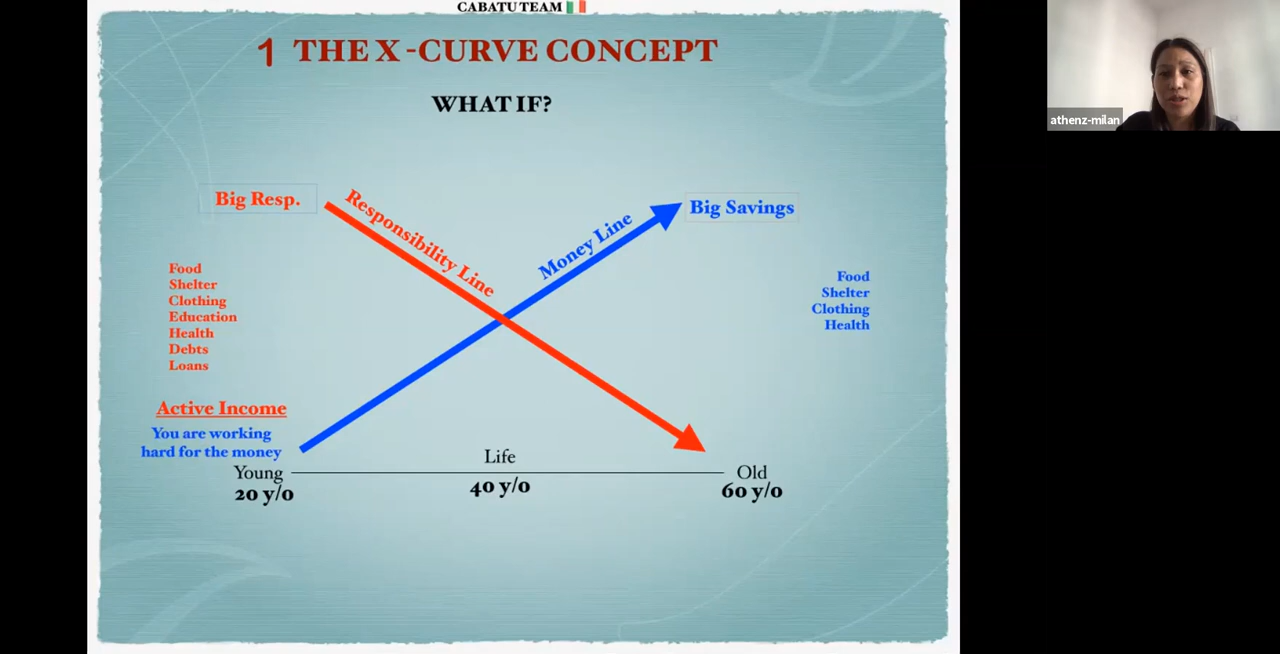 CABATU TEAM
1 THE X -CURVE CONCEPT
WHAT IF?
athenz-milan
Big Resp.
Responsibility Line
Money Line
Big Savings
Food
Shelter
Clothing
Education
Health
Debts
Loans
Food
Shelter
Clothing
Health
Active Income
You are working
hard for the money
Young
20 y/o
Life
40 y/o
Old
60 y/o